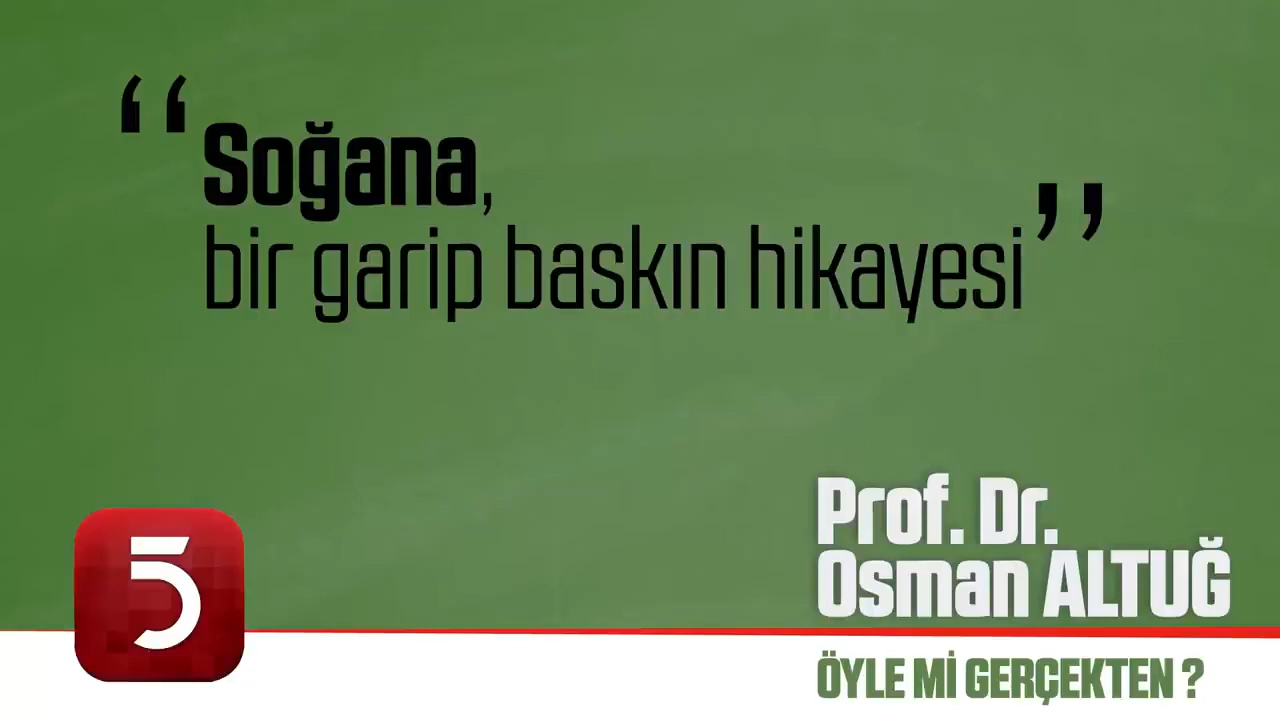 “Soğana,
bir garip baskın hikayesi”
Prof. Dr.
Osman ALTUĞ
5
ÖYLE Mİ GERÇEKTEN ?